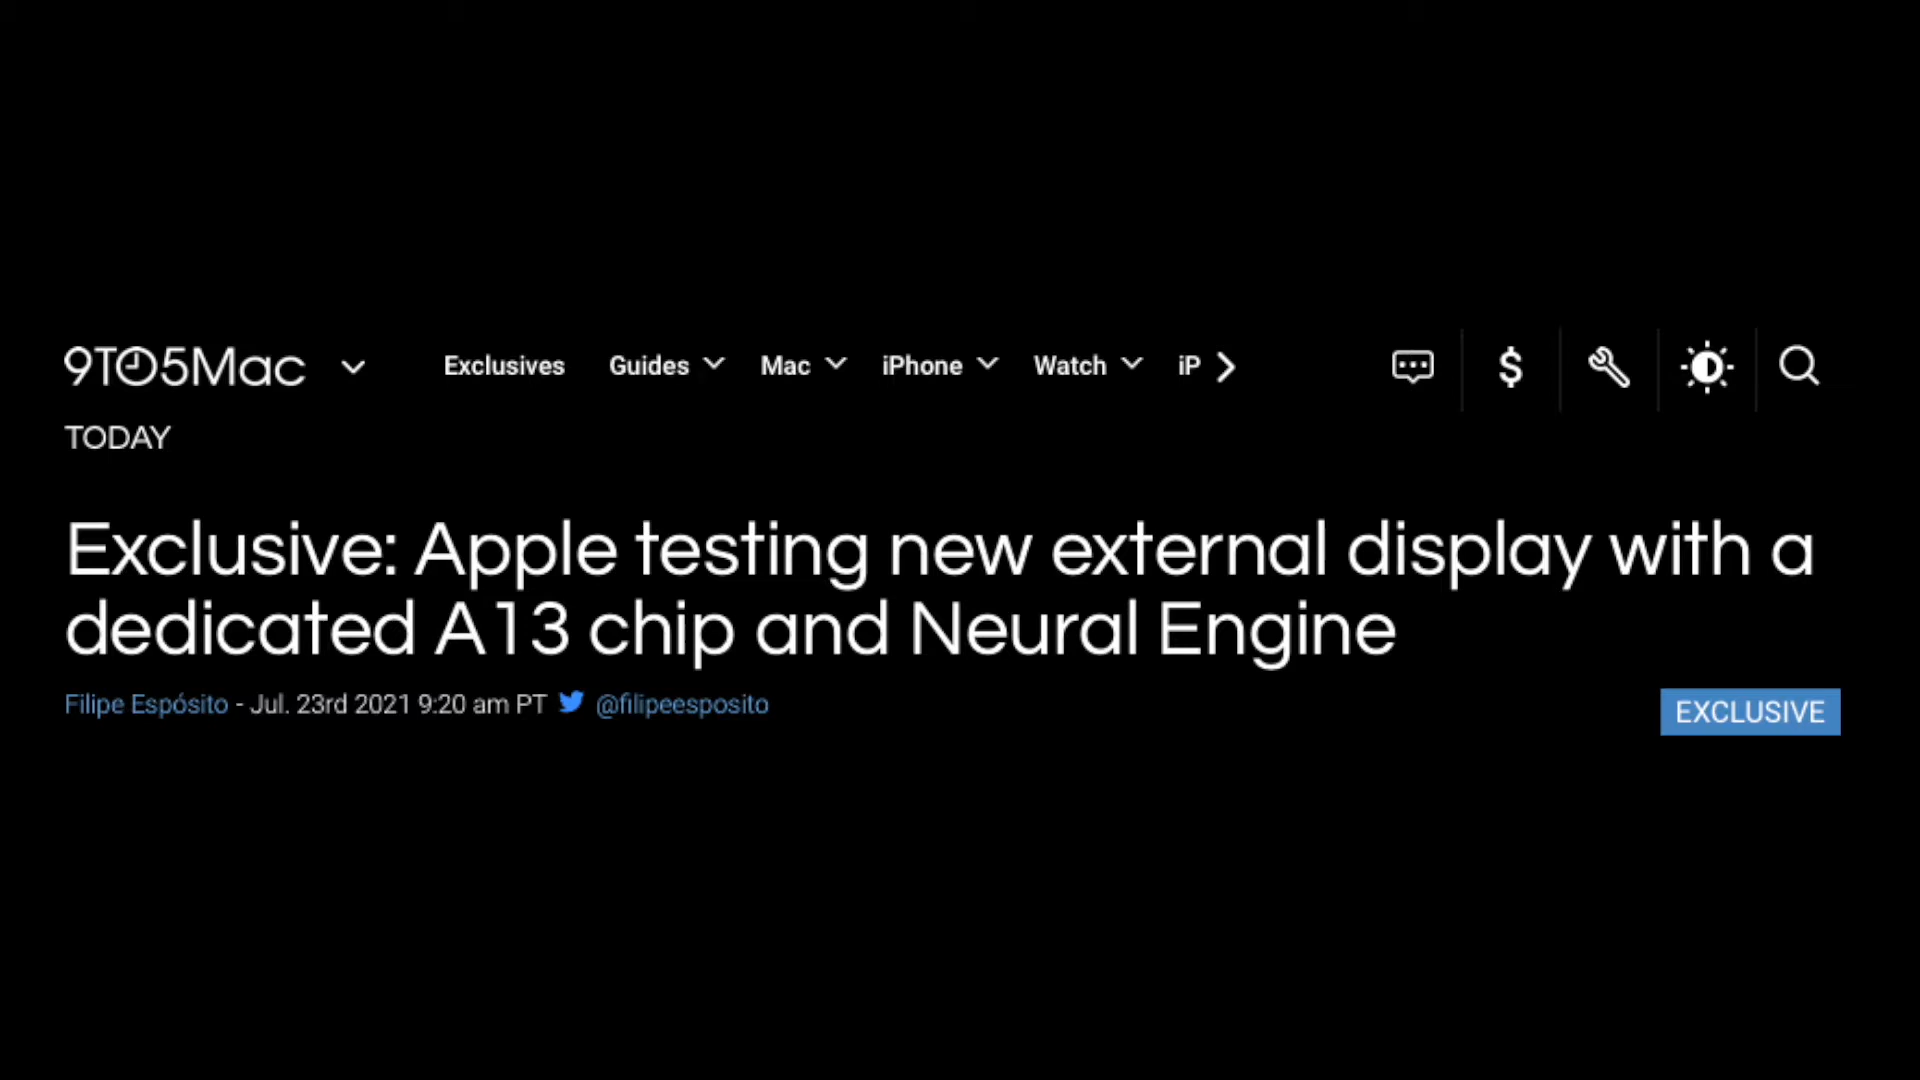 9TO5Mac Exclusives Guides Mac iPhone Watch iP
TODAY
Exclusive: Apple testing new external display with a
dedicated A13 chip and Neural Engine
Filipe Espósito - Jul. 23rd 2021 9:20 am PT @filipeesposito
EXCLUSIVE